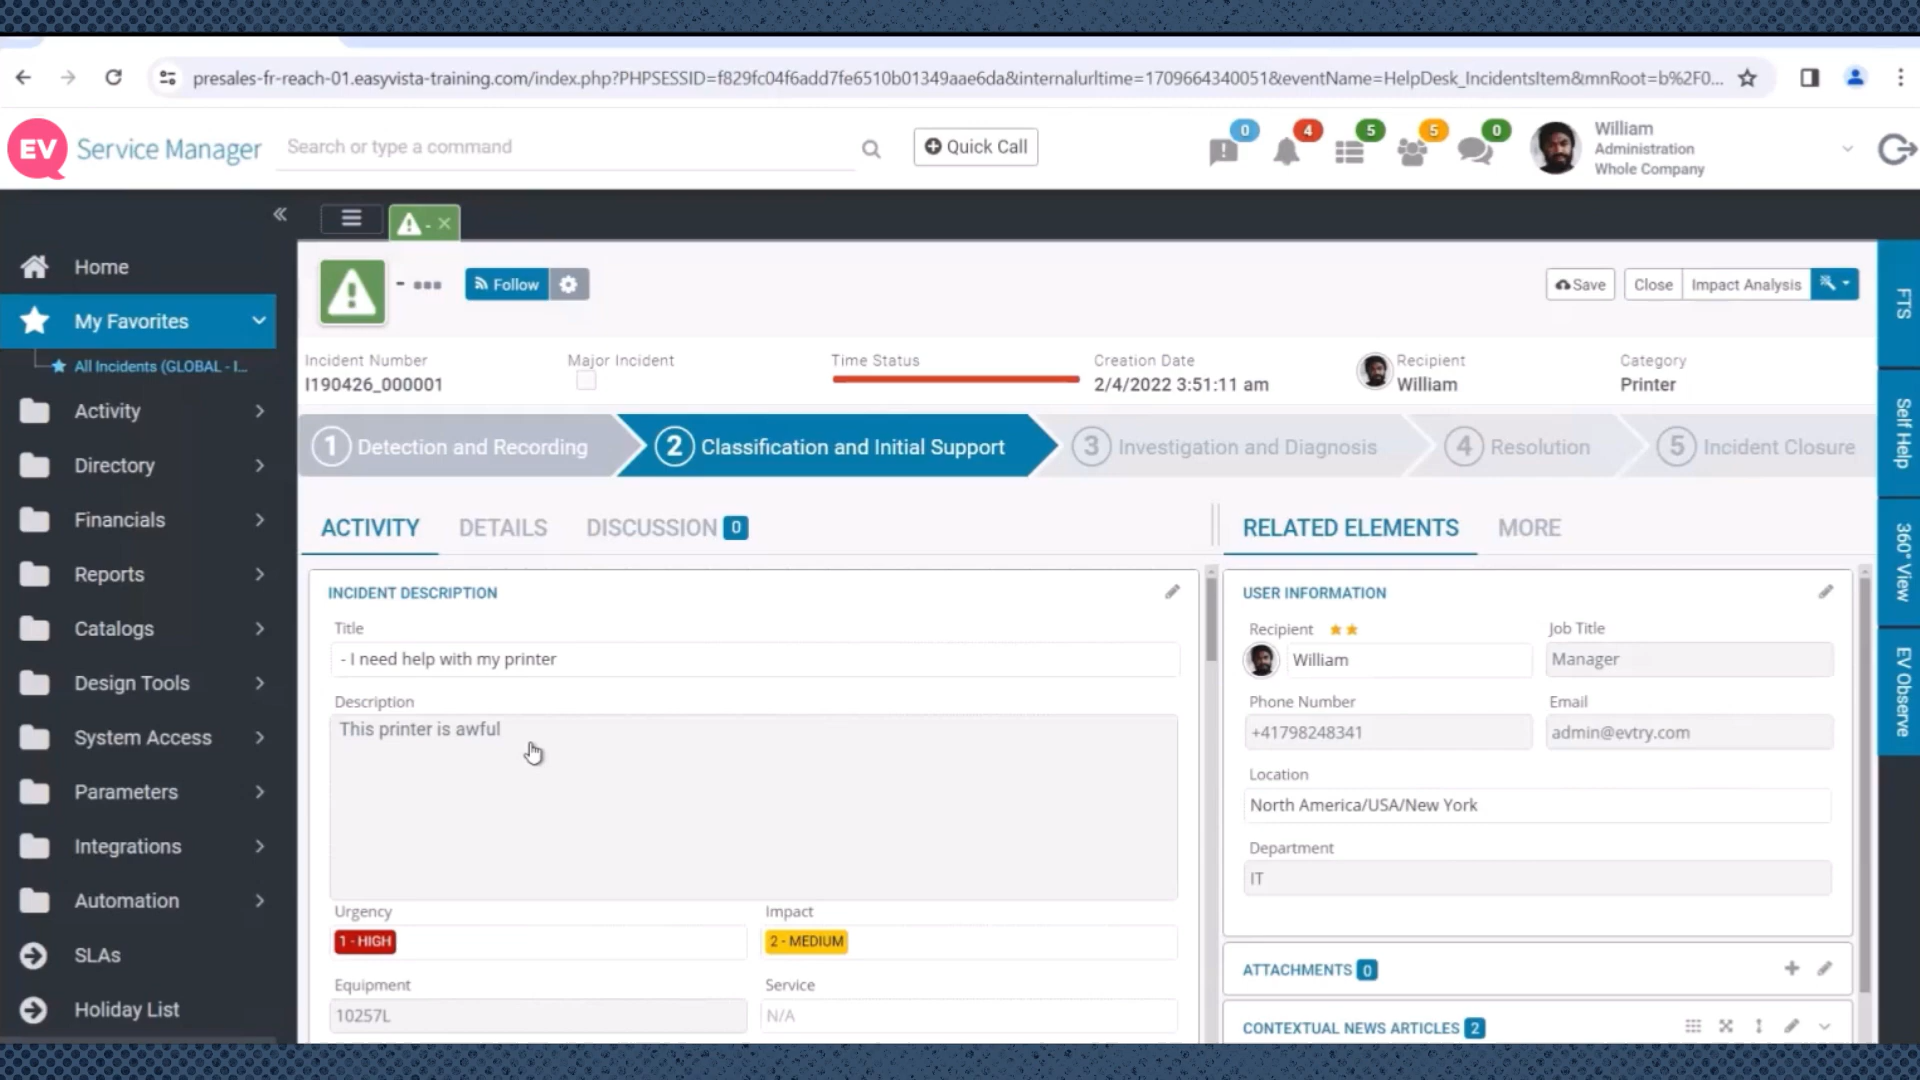 presales-fr-reach-01.easyvista-training.com/index.php?PHPSESSID=f829fc04f6add7fe6510b01349aae6da&internalurltime=1709664340051&eventName=HelpDesk_IncidentsItem&mnRoot=b%2F0...
EV Service Manager
Search or type a command
Quick Call
0
4
5
5
0
William
Administration
Whole Company
Home
My Favorites
All Incidents (GLOBAL - I...
Activity
Directory
Financials
Reports
Catalogs
Design Tools
System Access
Parameters
Integrations
Automation
SLAs
Holiday List
-
-
Follow
Save
Close
Impact Analysis
Incident Number
I190426_000001
Major Incident
Time Status
Creation Date
2/4/2022 3:51:11 am
Recipient
William
Category
Printer
1 Detection and Recording
2 Classification and Initial Support
3 Investigation and Diagnosis
4 Resolution
5 Incident Closure
ACTIVITY
DETAILS
DISCUSSION 0
INCIDENT DESCRIPTION
Title
- I need help with my printer
Description
This printer is awful
Urgency
1 - HIGH
Impact
2 - MEDIUM
Equipment
10257L
Service
N/A
RELATED ELEMENTS
MORE
USER INFORMATION
Recipient
William
Job Title
Manager
Phone Number
+41798248341
Email
admin@evtry.com
Location
North America/USA/New York
Department
IT
ATTACHMENTS 0
CONTEXTUAL NEWS ARTICLES 2
FTS
Self Help
360° View
EV Observe